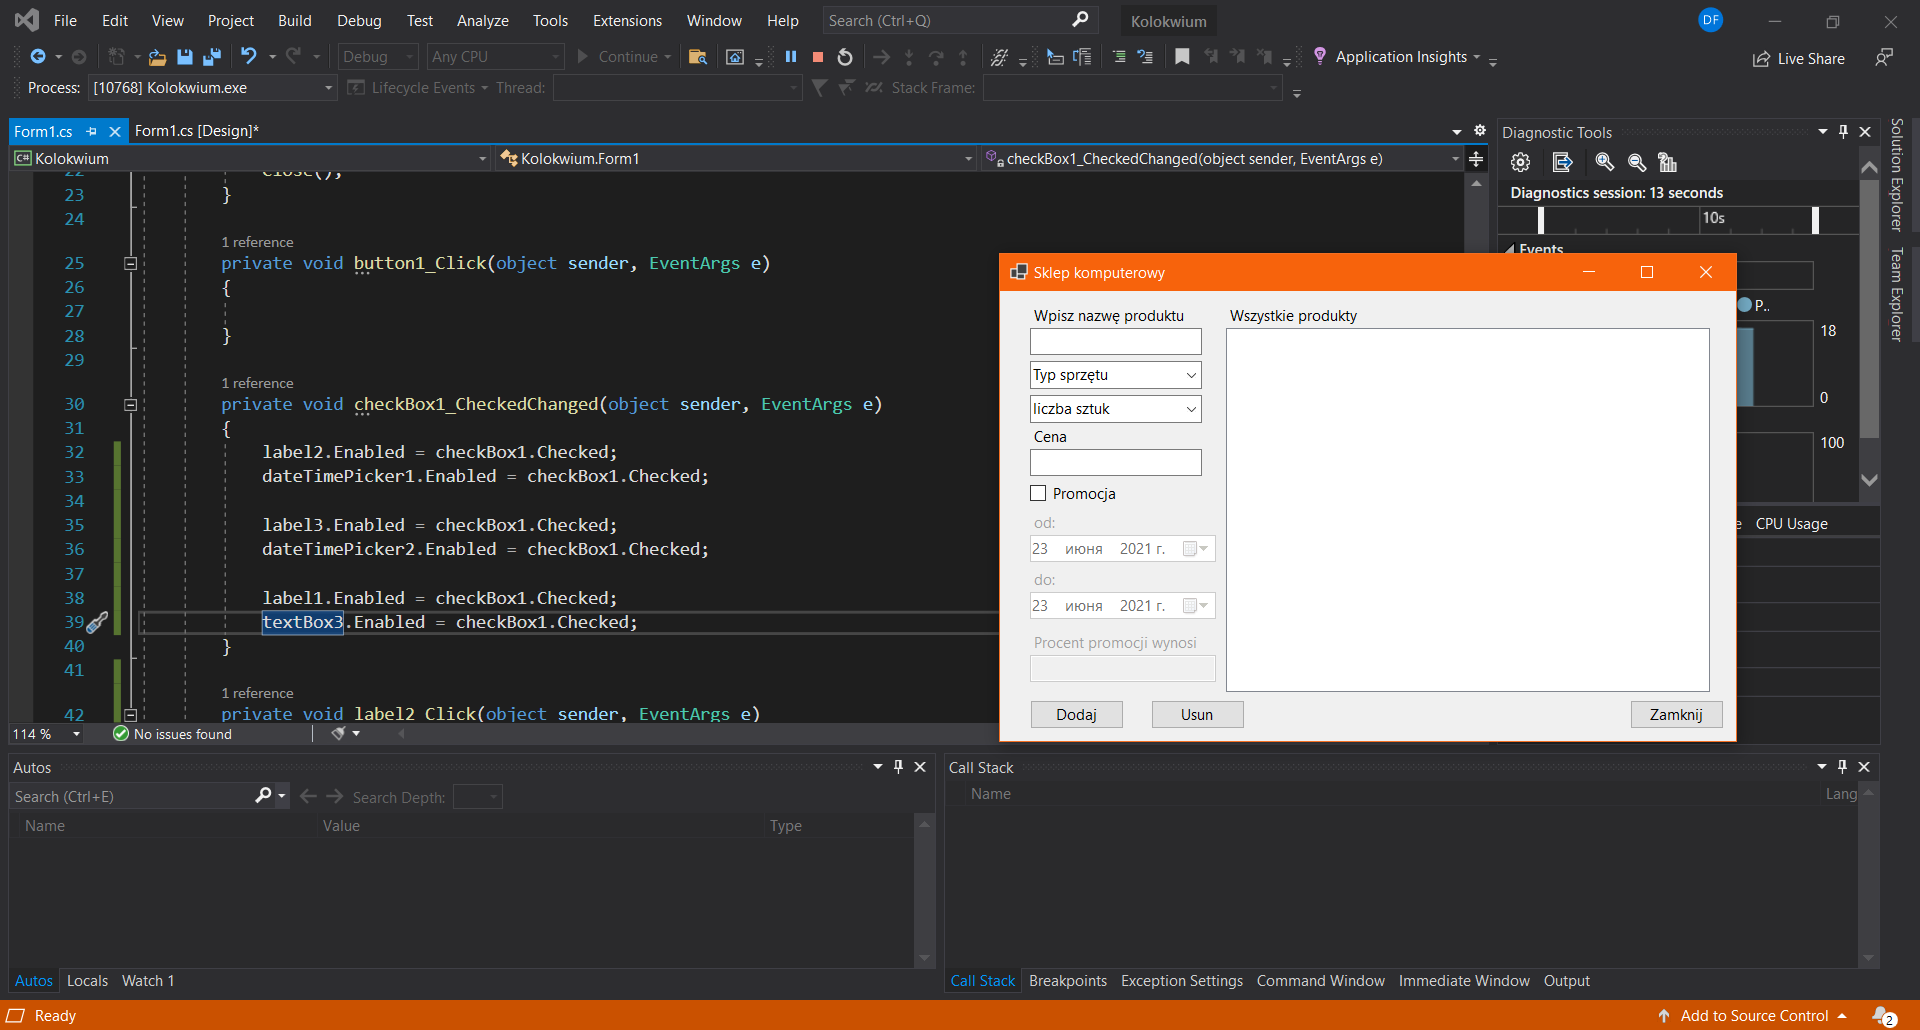 File Edit View Project Build Debug Test Analyze Tools Extensions Window Help Search (Ctrl+Q) Kolokwium DF
Debug Any CPU Continue Application Insights Live Share
Process: [10768] Kolokwium.exe Lifecycle Events Thread: Stack Frame:
Form1.cs Form1.cs [Design]*
C# Kolokwium Kolokwium.Form1 checkBox1_CheckedChanged(object sender, EventArgs e)
22 Close();
23 }
24
1 reference
25 private void button1_Click(object sender, EventArgs e)
26 {
27
28 }
29
1 reference
30 private void checkBox1_CheckedChanged(object sender, EventArgs e)
31 {
32 label2.Enabled = checkBox1.Checked;
33 dateTimePicker1.Enabled = checkBox1.Checked;
34
35 label3.Enabled = checkBox1.Checked;
36 dateTimePicker2.Enabled = checkBox1.Checked;
37
38 label1.Enabled = checkBox1.Checked;
39 textBox3.Enabled = checkBox1.Checked;
40 }
41
1 reference
42 private void label2_Click(object sender, EventArgs e)
114 % No issues found
Diagnostic Tools
Diagnostics session: 13 seconds
10s
Events
P..
18
0
100
CPU Usage
Solution Explorer
Team Explorer
Sklep komputerowy
Wpisz nazwę produktu
Typ sprzętu
liczba sztuk
Cena
Promocja
od:
23 июня 2021 г.
do:
23 июня 2021 г.
Procent promocji wynosi
Wszystkie produkty
Dodaj Usun Zamknij
Autos
Search (Ctrl+E) Search Depth:
Name Value Type
Autos Locals Watch 1
Call Stack
Name Lang
Call Stack Breakpoints Exception Settings Command Window Immediate Window Output
Ready Add to Source Control 2